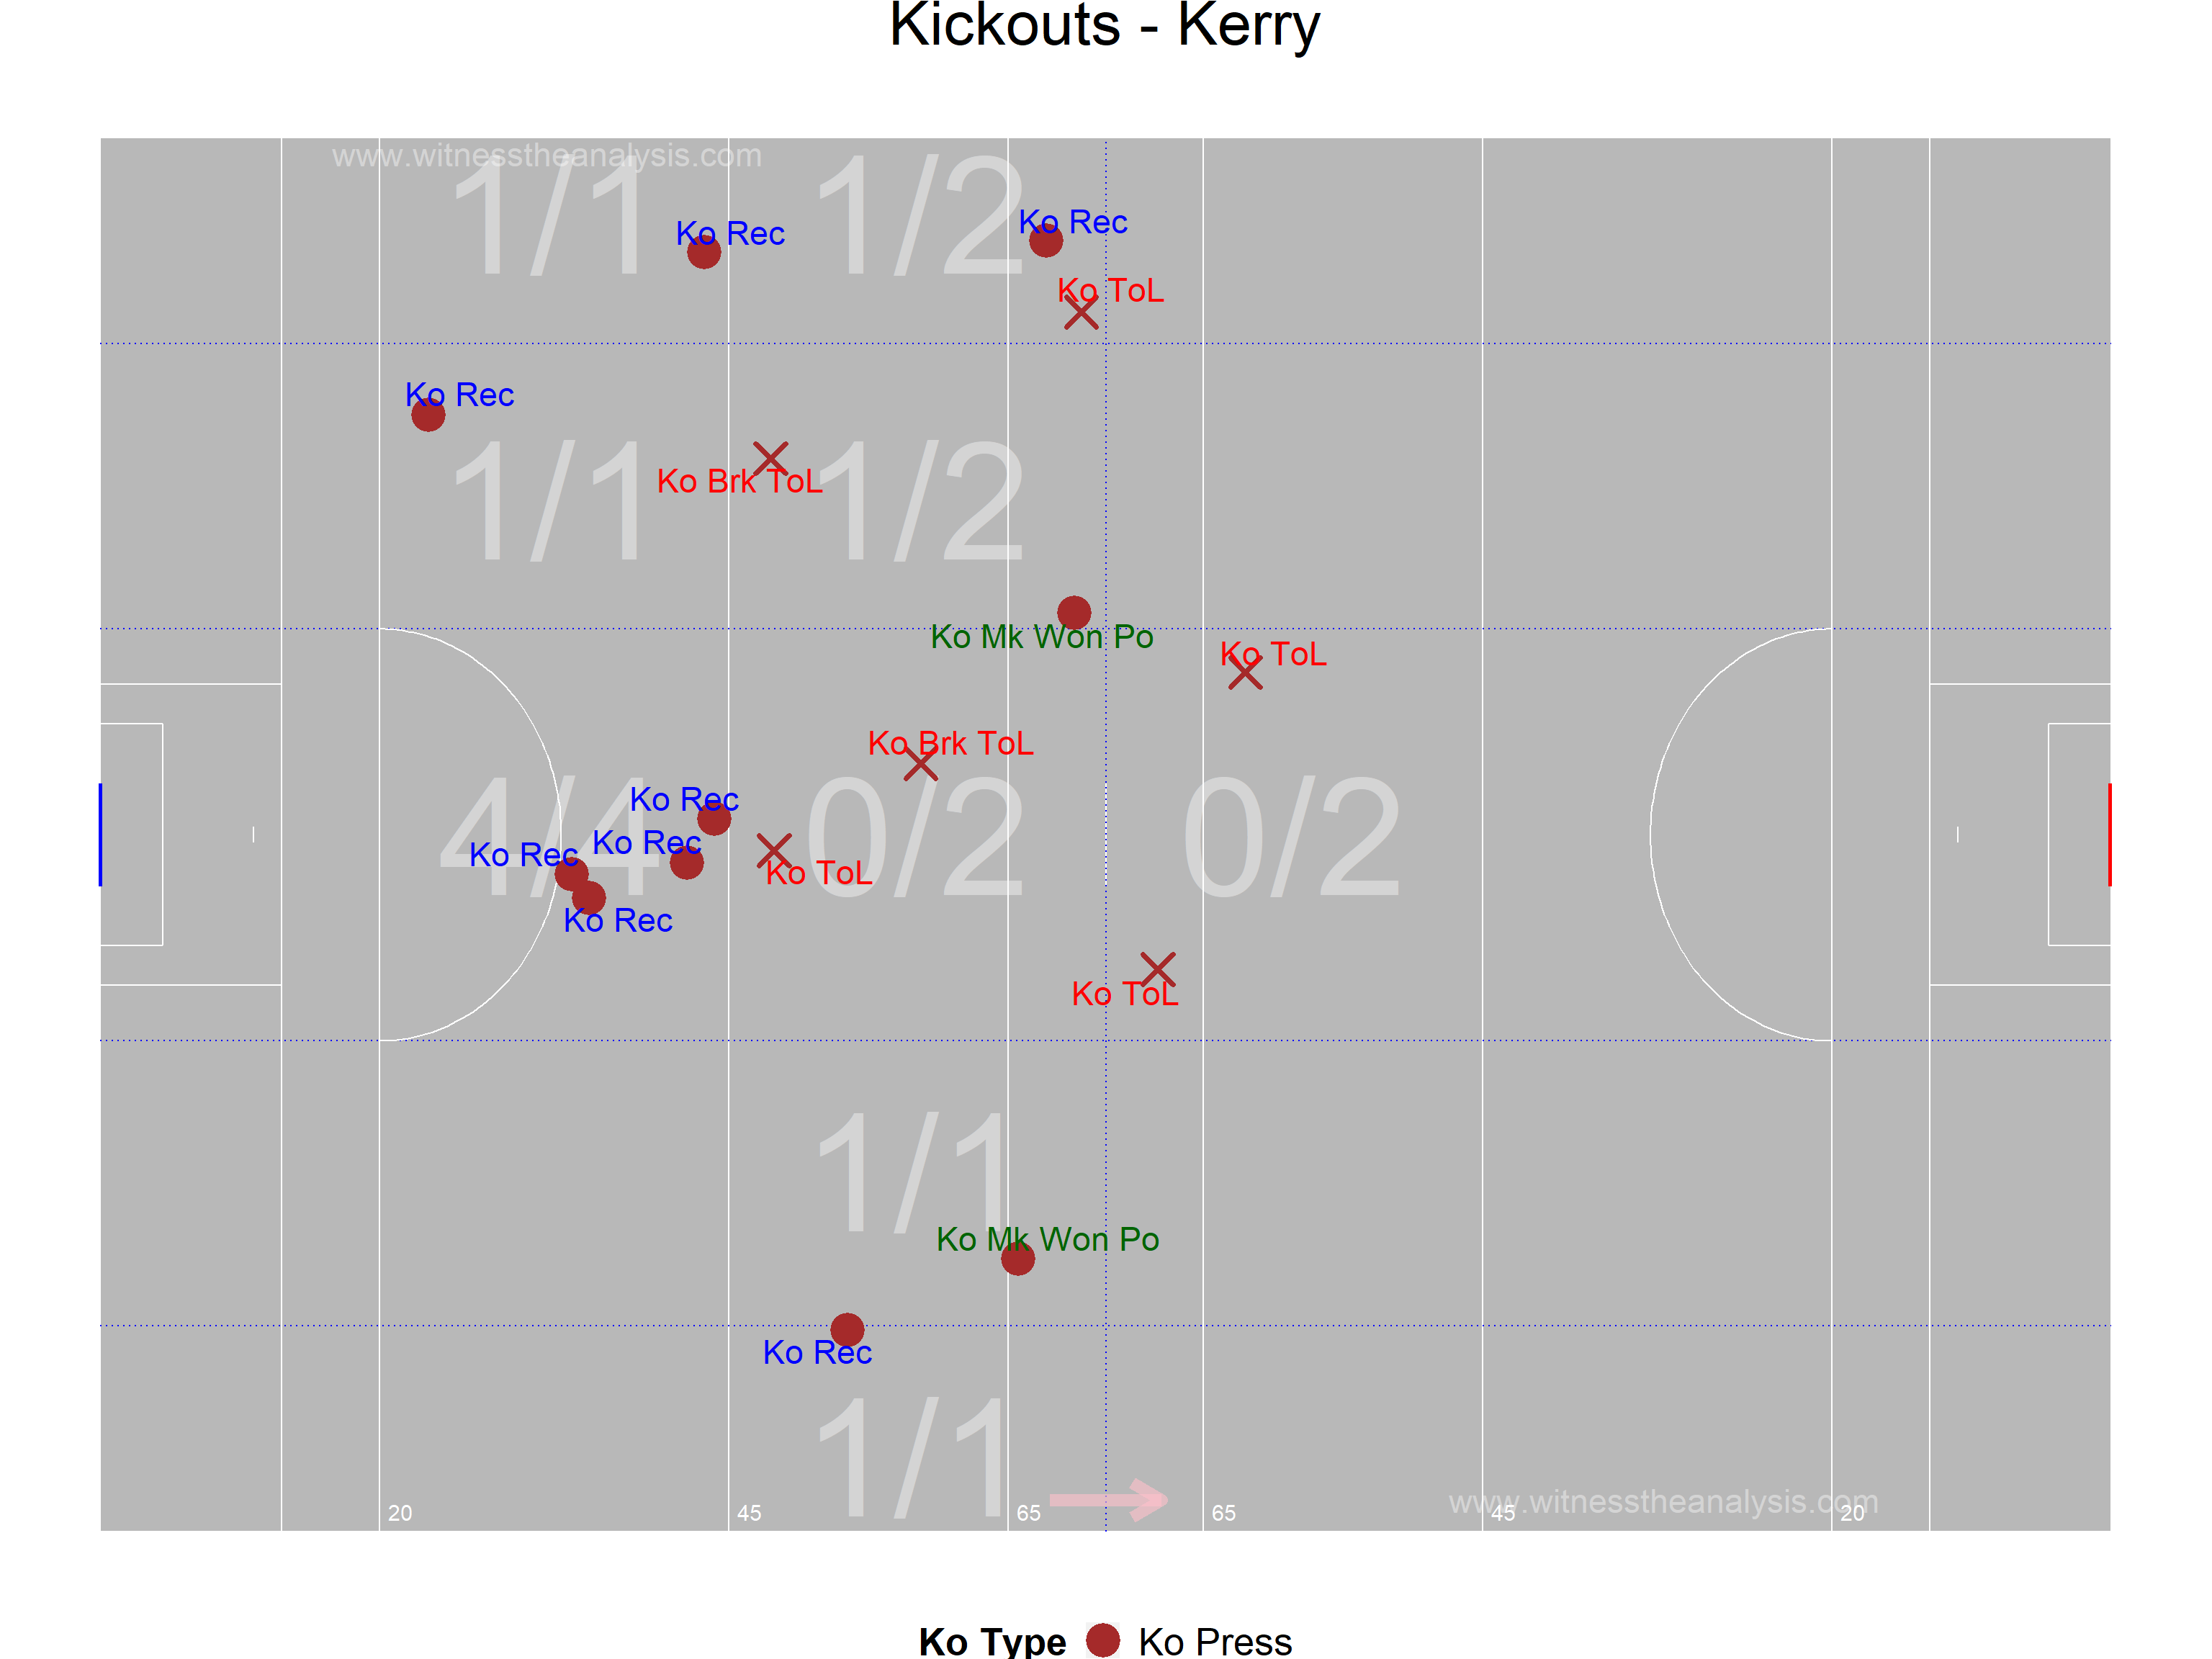 Kickouts - Kerry
www.witnesstheanalysis.com
1/1 1/2
Ko Rec
Ko Rec
Ko ToL
Ko Rec
1/1 1/2
Ko Brk ToL
Ko Mk Won Po
Ko ToL
Ko Brk ToL
4/4 0/2 0/2
Ko Rec
Ko Rec
Ko Rec
Ko ToL
Ko Rec
Ko ToL
1/1
Ko Mk Won Po
Ko Rec
1/1
www.witnesstheanalysis.com
20 45 65 65 45 20
Ko Type Ko Press